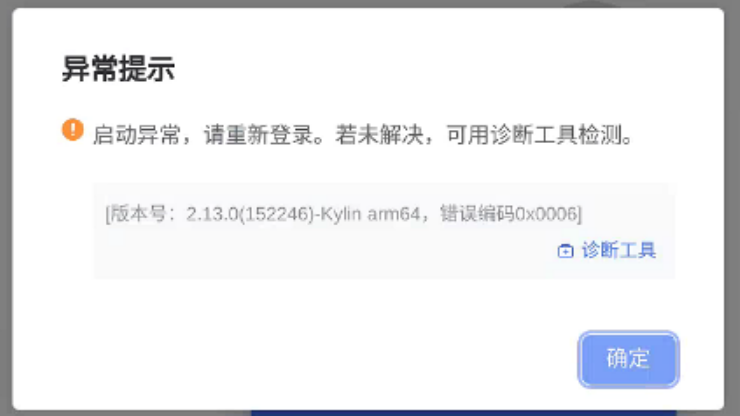 异常提示
启动异常，请重新登录。若未解决，可用诊断工具检测。
[版本号：2.13.0(152246)-Kylin arm64，错误编码0x0006]
诊断工具
确定